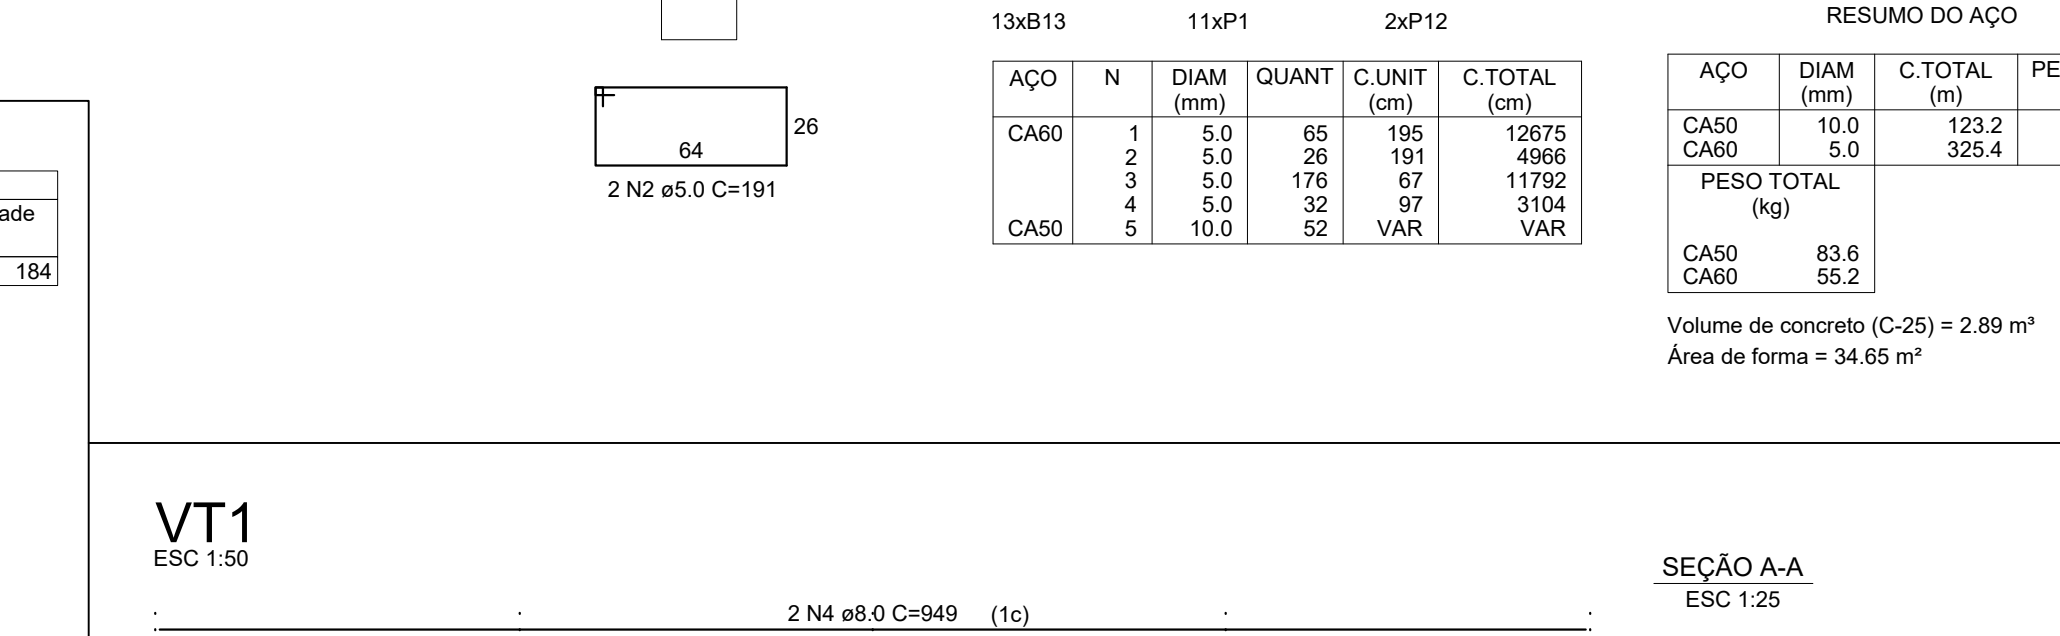 13xB13 11xP1 2xP12
RESUMO DO AÇO
AÇO N DIAM QUANT C.UNIT C.TOTAL
(mm) (cm) (cm)
CA60 1 5.0 65 195 12675
2 5.0 26 191 4966
3 5.0 176 67 11792
4 5.0 32 97 3104
CA50 5 10.0 52 VAR VAR
AÇO DIAM C.TOTAL PE
(mm) (m)
CA50 10.0 123.2
CA60 5.0 325.4
PESO TOTAL
(kg)
CA50 83.6
CA60 55.2
Volume de concreto (C-25) = 2.89 m³
Área de forma = 34.65 m²
26
64
2 N2 ø5.0 C=191
ade
184
VT1
ESC 1:50
2 N4 ø8.0 C=949 (1c)
SEÇÃO A-A
ESC 1:25